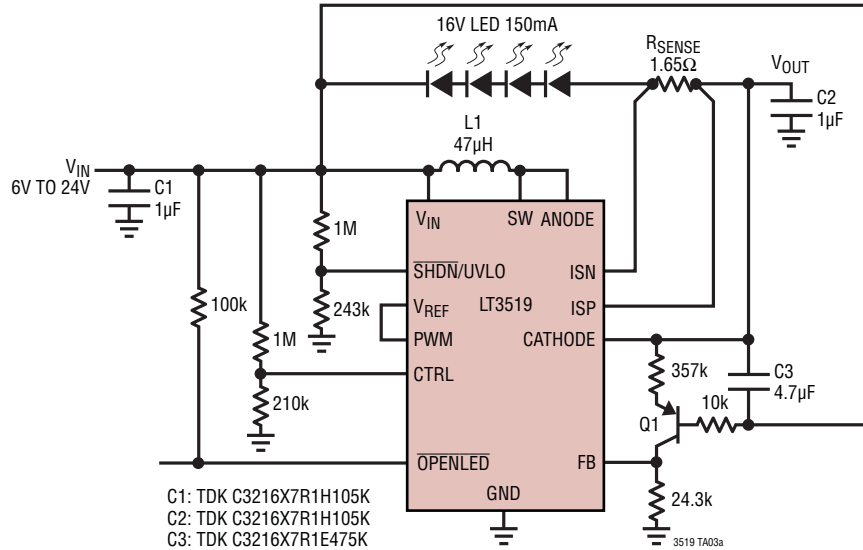 16V LED 150mA
RSENSE
1.65Ω
VOUT
C2
1µF
L1
47µH
VIN
6V TO 24V
C1
1µF
VIN
SW ANODE
1M
SHDN/UVLO
ISN
100k
243k
VREF
LT3519
ISP
1M
PWM
CATHODE
CTRL
357k
C3
4.7µF
210k
10k
Q1
OPENLED
FB
GND
24.3k
C1: TDK C3216X7R1H105K
C2: TDK C3216X7R1H105K
C3: TDK C3216X7R1E475K
3519 TA03a